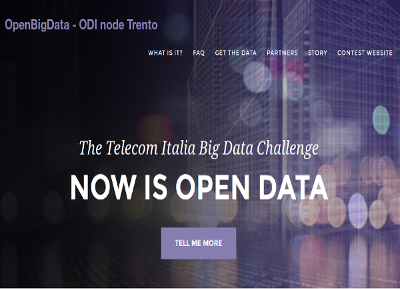 OpenBigData - ODI node Trento
WHAT IS IT? FAQ GET THE DATA PARTNERS STORY CONTEST WEBSITE
The Telecom Italia Big Data Challenge
NOW IS OPEN DATA
TELL ME MORE